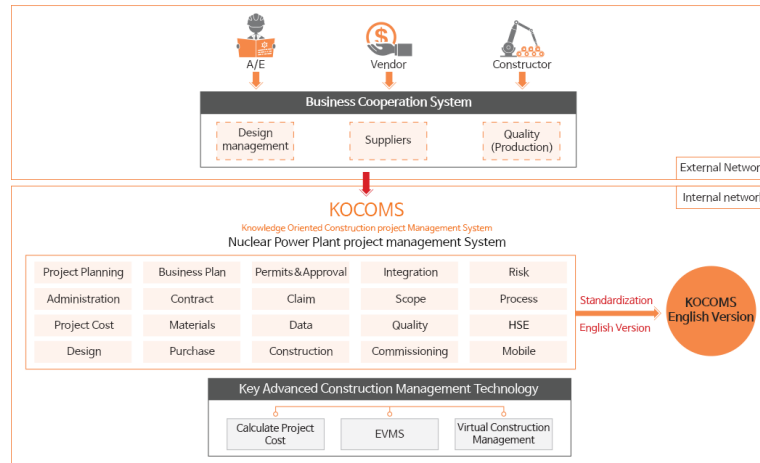 A/E
Vendor
Constructor
Business Cooperation System
Design
management
Suppliers
Quality
(Production)
External Network
Internal network
KOCOMS
Knowledge Oriented Construction project Management System
Nuclear Power Plant project management System
Project Planning
Business Plan
Permits & Approval
Integration
Risk
Administration
Contract
Claim
Scope
Process
Project Cost
Materials
Data
Quality
HSE
Design
Purchase
Construction
Commissioning
Mobile
Standardization
English Version
KOCOMS
English Version
Key Advanced Construction Management Technology
Calculate Project
Cost
EVMS
Virtual Construction
Management